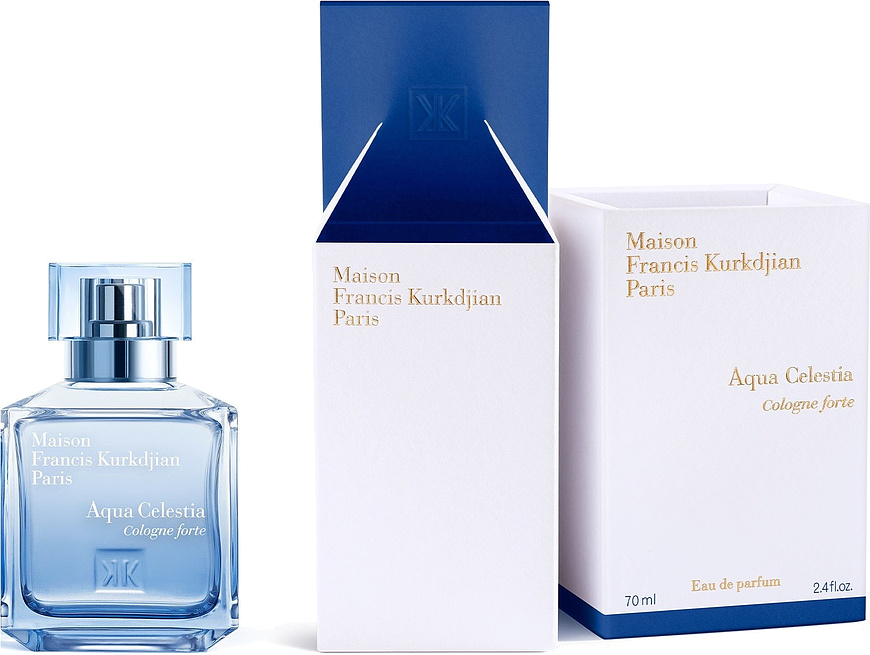 Maison
Francis Kurkdjian
Paris
Aqua Celestia
Cologne forte
Maison
Francis Kurkdjian
Paris
Maison
Francis Kurkdjian
Paris
Aqua Celestia
Cologne forte
Eau de parfum
70 ml
2.4 fl.oz.